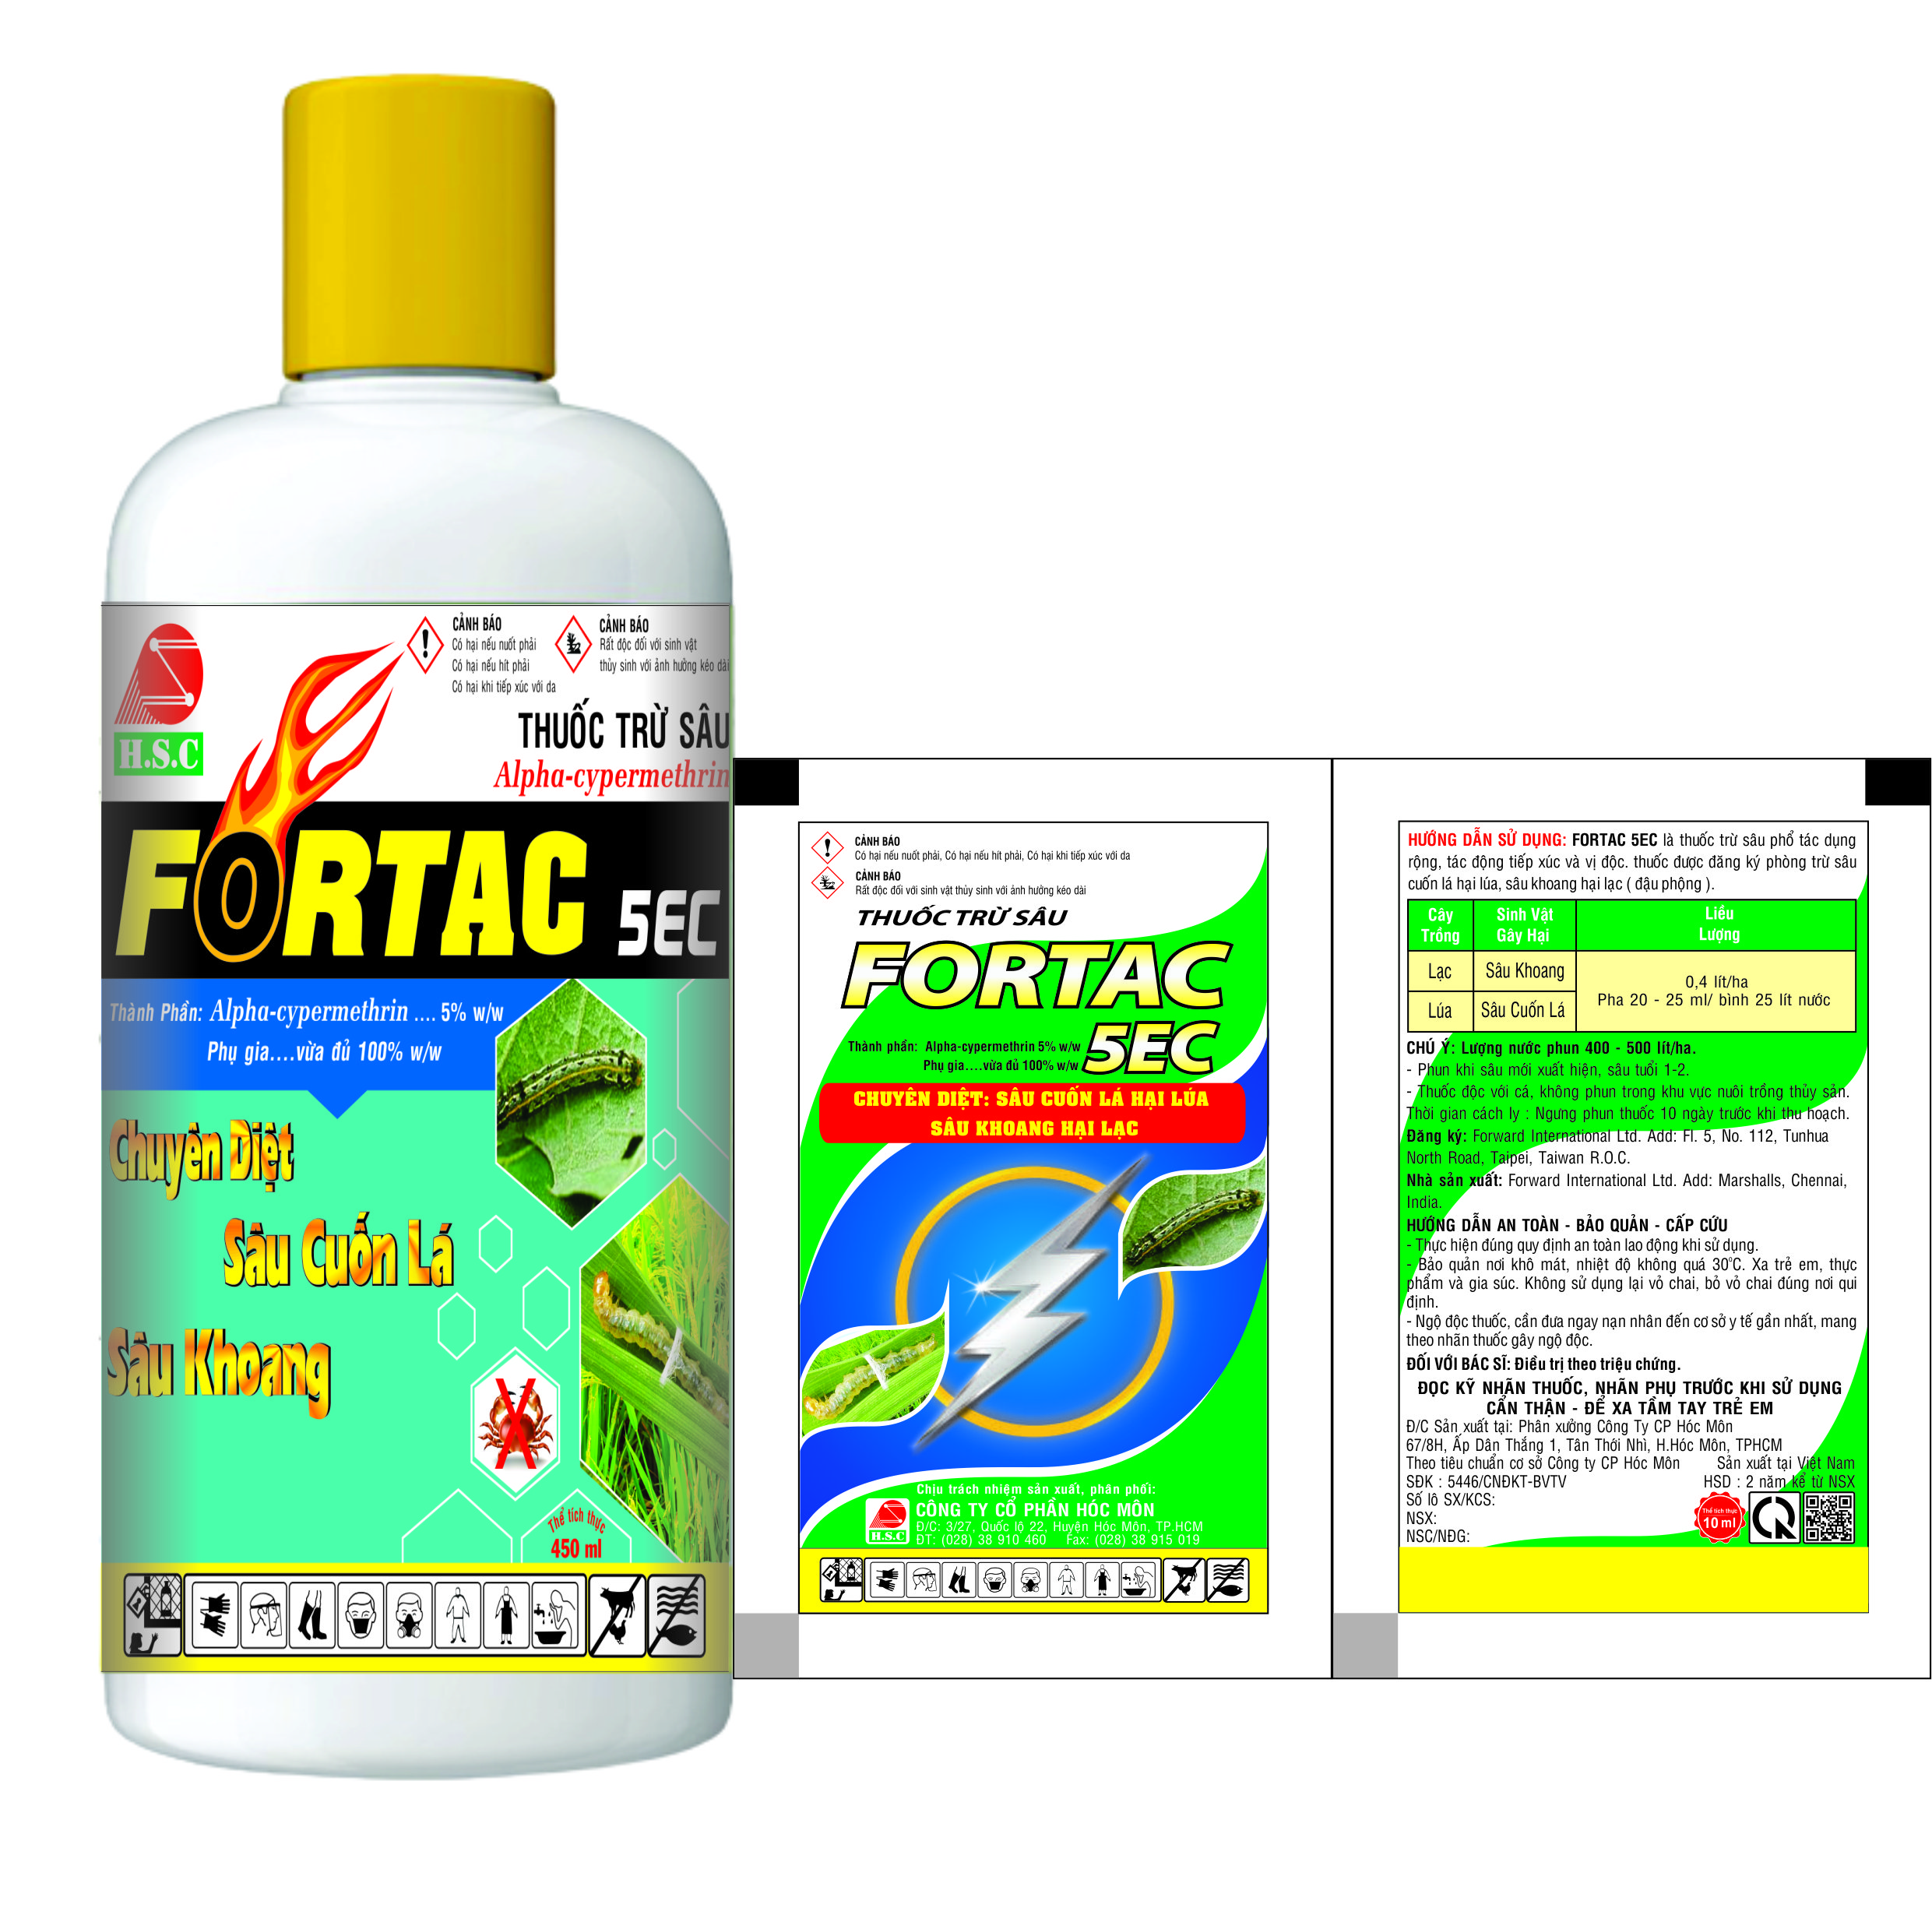 CẢNH BÁO
Có hại nếu nuốt phải
Có hại nếu hít phải
Có hại khi tiếp xúc với da
CẢNH BÁO
Rất độc đối với sinh vật
thủy sinh với ảnh hưởng kéo dài
H.S.C
THUỐC TRỪ SÂU
Alpha-cypermethrin
FORTAC 5EC
Thành Phần: Alpha-cypermethrin .... 5% w/w
Phụ gia....vừa đủ 100% w/w
Chuyên Diệt
Sâu Cuốn Lá
Sâu Khoang
Thể tích thực
450 ml
CẢNH BÁO
Có hại nếu nuốt phải, Có hại nếu hít phải, Có hại khi tiếp xúc với da
CẢNH BÁO
Rất độc đối với sinh vật thủy sinh với ảnh hưởng kéo dài
THUỐC TRỪ SÂU
FORTAC
5EC
Thành phần: Alpha-cypermethrin 5% w/w
Phụ gia....vừa đủ 100% w/w
CHUYÊN DIỆT: SÂU CUỐN LÁ HẠI LÚA
SÂU KHOANG HẠI LẠC
Chịu trách nhiệm sản xuất, phân phối:
CÔNG TY CỔ PHẦN HÓC MÔN
Đ/C: 3/27, Quốc lộ 22, Huyện Hóc Môn, TP.HCM
ĐT: (028) 38 910 460 Fax: (028) 38 915 019
H.S.C
HƯỚNG DẪN SỬ DỤNG: FORTAC 5EC là thuốc trừ sâu phổ tác dụng
rộng, tác động tiếp xúc và vị độc. thuốc được đăng ký phòng trừ sâu
cuốn lá hại lúa, sâu khoang hại lạc ( đậu phộng ).
Cây Trồng
Sinh Vật Gây Hại
Liều Lượng
Lạc
Sâu Khoang
0,4 lít/ha
Pha 20 - 25 ml/ bình 25 lít nước
Lúa
Sâu Cuốn Lá
CHÚ Ý: Lượng nước phun 400 - 500 lít/ha.
- Phun khi sâu mới xuất hiện, sâu tuổi 1-2.
- Thuốc độc với cá, không phun trong khu vực nuôi trồng thủy sản.
Thời gian cách ly : Ngưng phun thuốc 10 ngày trước khi thu hoạch.
Đăng ký: Forward International Ltd. Add: Fl. 5, No. 112, Tunhua
North Road, Taipei, Taiwan R.O.C.
Nhà sản xuất: Forward International Ltd. Add: Marshalls, Chennai,
India.
HƯỚNG DẪN AN TOÀN - BẢO QUẢN - CẤP CỨU
- Thực hiện đúng quy định an toàn lao động khi sử dụng.
- Bảo quản nơi khô mát, nhiệt độ không quá 30°C. Xa trẻ em, thực
phẩm và gia súc. Không sử dụng lại vỏ chai, bỏ vỏ chai đúng nơi qui
định.
- Ngộ độc thuốc, cần đưa ngay nạn nhân đến cơ sở y tế gần nhất, mang
theo nhãn thuốc gây ngộ độc.
ĐỐI VỚI BÁC SĨ: Điều trị theo triệu chứng.
ĐỌC KỸ NHÃN THUỐC, NHÃN PHỤ TRƯỚC KHI SỬ DỤNG
CẨN THẬN - ĐỂ XA TẦM TAY TRẺ EM
Đ/C Sản xuất tại: Phân xưởng Công Ty CP Hóc Môn
67/8H, Ấp Dân Thắng 1, Tân Thới Nhì, H.Hóc Môn, TPHCM
Theo tiêu chuẩn cơ sở Công ty CP Hóc Môn Sản xuất tại Việt Nam
SĐK : 5446/CNĐKT-BVTV HSD : 2 năm kể từ NSX
Số lô SX/KCS:
NSX:
NSC/NĐG:
Thể tích thực
10 ml